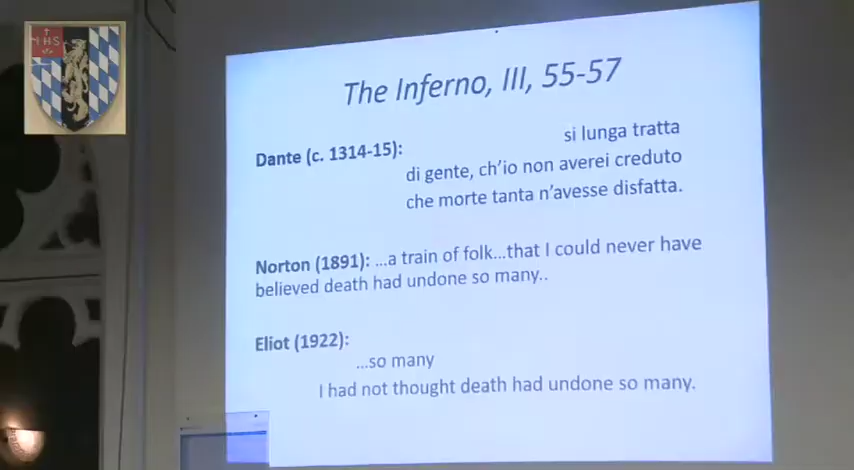 IHS
The Inferno, III, 55-57
si lunga tratta
Dante (c. 1314-15):
di gente, ch'io non averei creduto
che morte tanta n'avesse disfatta.
Norton (1891): ...a train of folk...that I could never have
believed death had undone so many..
Eliot (1922):
...so many
I had not thought death had undone so many.